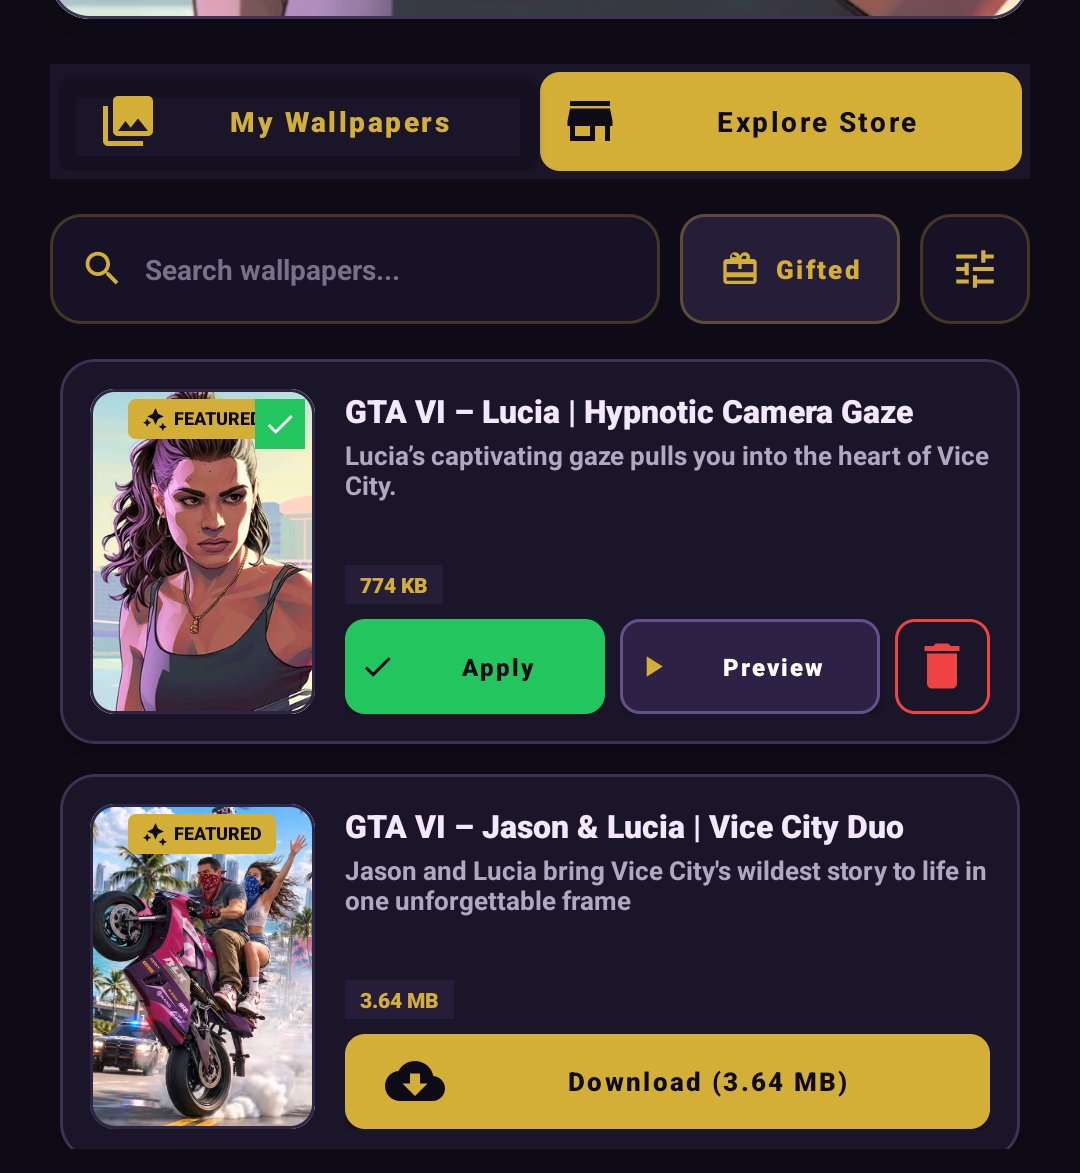 My Wallpapers
Explore Store
Search wallpapers...
Gifted
FEATURED
GTA VI – Lucia | Hypnotic Camera Gaze
Lucia’s captivating gaze pulls you into the heart of Vice
City.
774 KB
Apply
Preview
FEATURED
GTA VI – Jason & Lucia | Vice City Duo
Jason and Lucia bring Vice City's wildest story to life in
one unforgettable frame
3.64 MB
Download (3.64 MB)